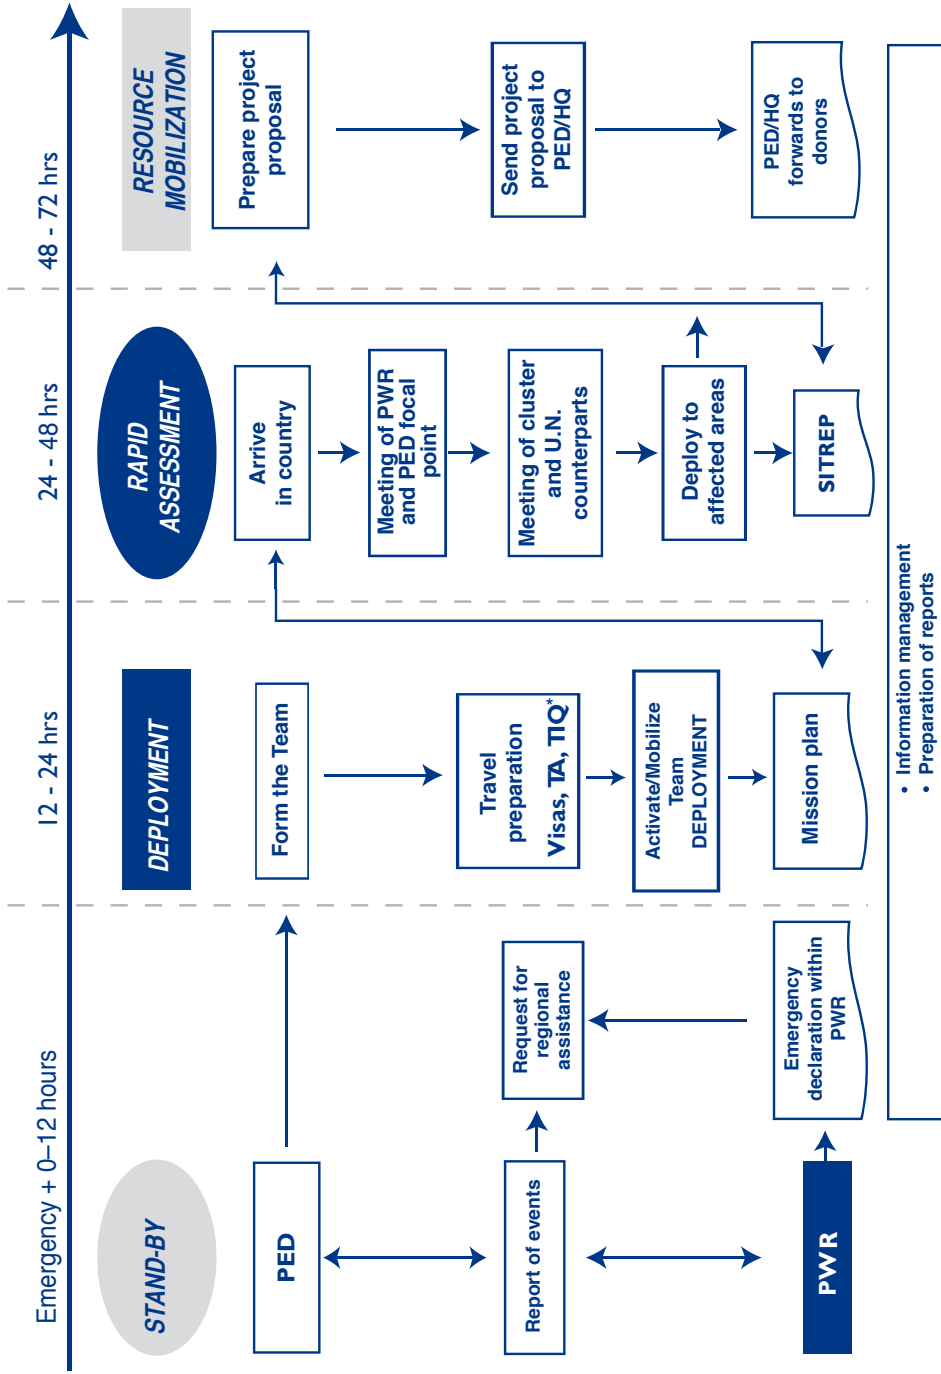 Emergency + 0–12 hours
12 - 24 hrs
24 - 48 hrs
48 - 72 hrs
STAND-BY
DEPLOYMENT
RAPID
ASSESSMENT
RESOURCE
MOBILIZATION
PED
Report of events
PWR
Request for
regional
assistance
Emergency
declaration within
PWR
Form the Team
Travel
preparation
Visas, TA, TIQ*
Activate/Mobilize
Team
DEPLOYMENT
Mission plan
Arrive
in country
Meeting of PWR
and PED focal
point
Meeting of cluster
and U.N.
counterparts
Deploy to
affected areas
SITREP
Prepare project
proposal
Send project
proposal to
PED/HQ
PED/HQ
forwards to
donors
• Information management
• Preparation of reports